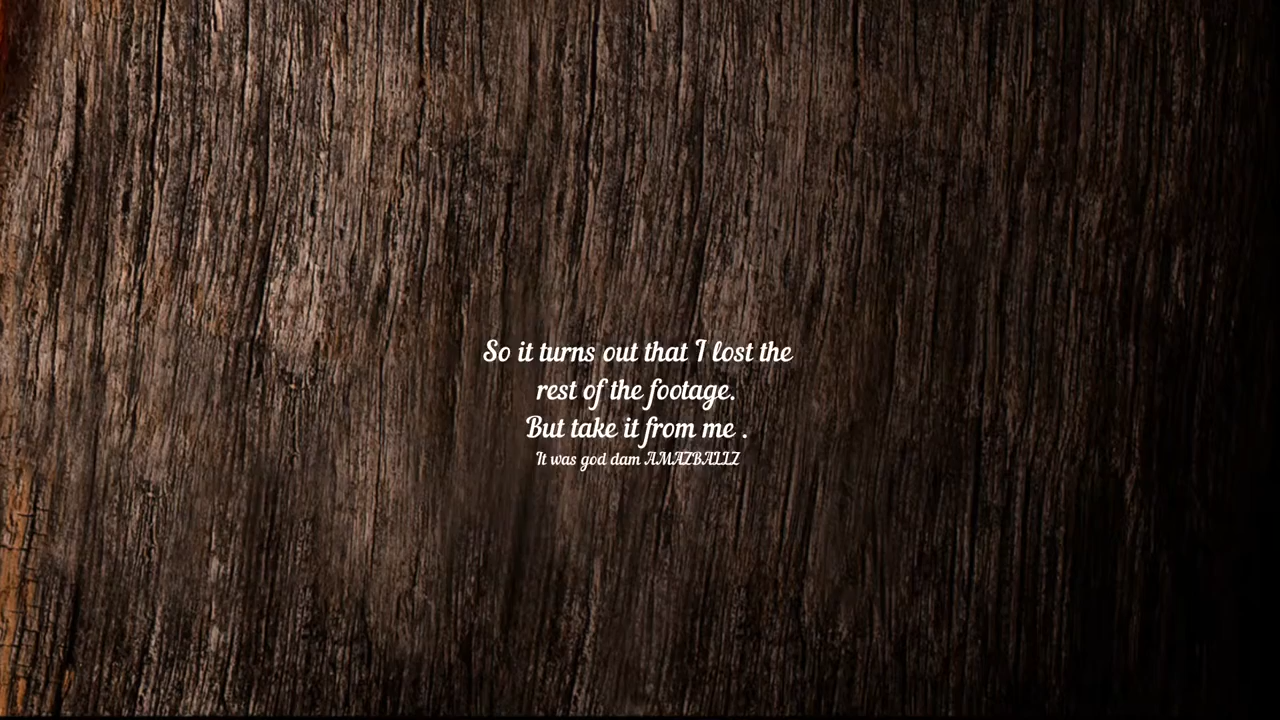 So it turns out that I lost the
rest of the footage.
But take it from me .
It was god dam AMAZBALLZ